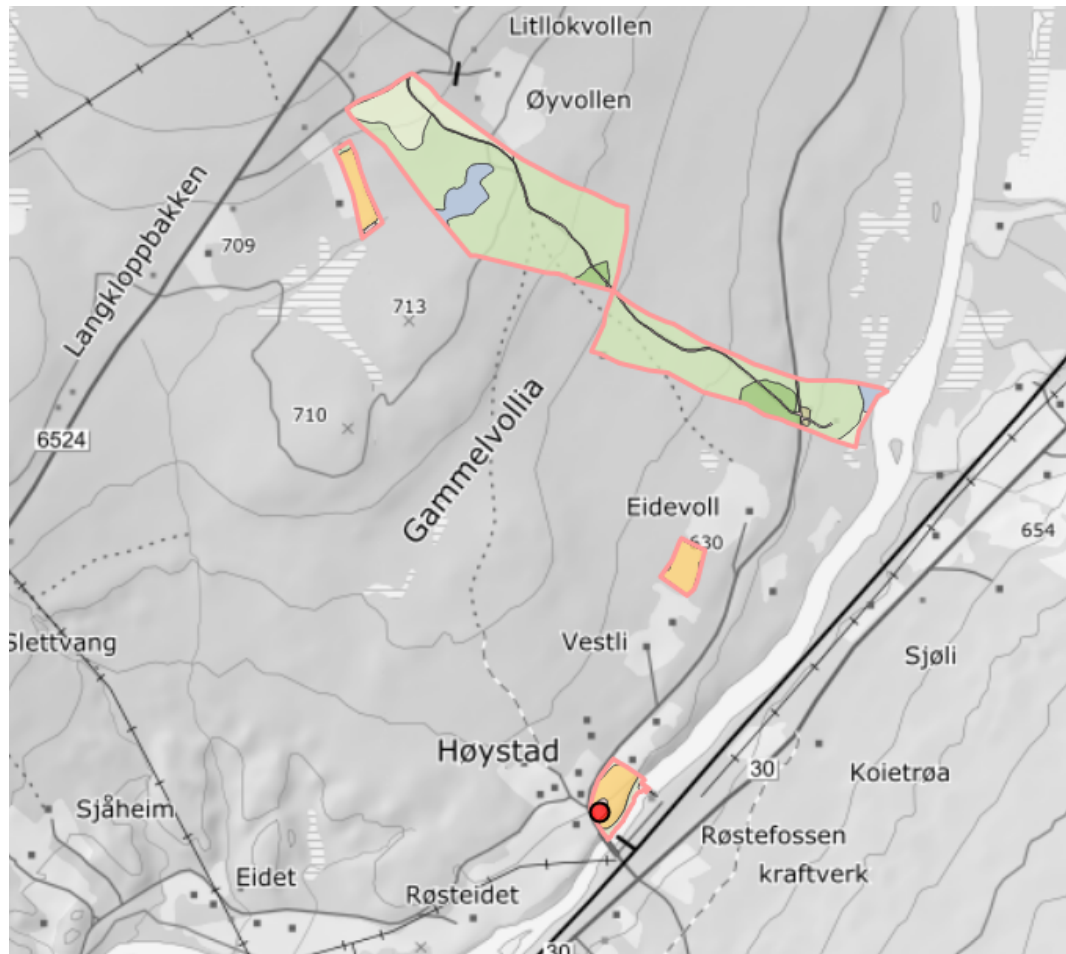 Litllokvollen
Øyvollen
Langkloppbakken
709
713
710
6524
Gammelvollia
Eidevoll
630
654
Slettvang
Vestli
Sjøli
Høystad
30
Koietrøa
Sjåheim
Røstefossen
kraftverk
Eidet
Røsteidet
30